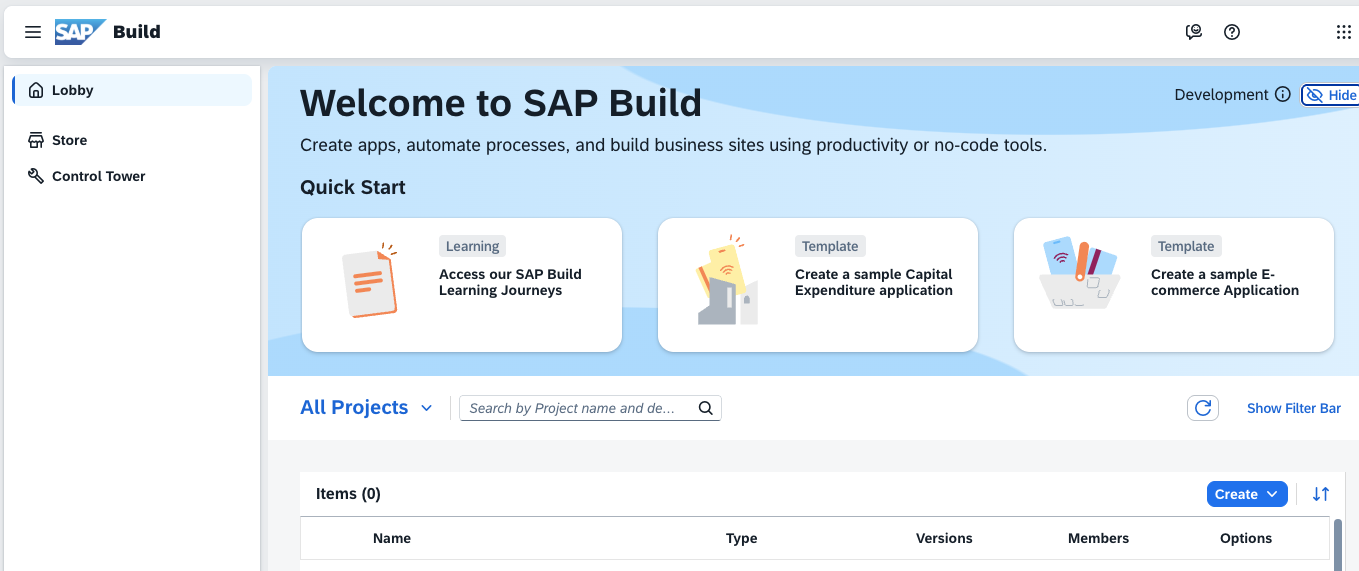 SAP Build
Lobby
Store
Control Tower
Welcome to SAP Build
Development
Hide
Create apps, automate processes, and build business sites using productivity or no-code tools.
Quick Start
Learning
Access our SAP Build
Learning Journeys
Template
Create a sample Capital
Expenditure application
Template
Create a sample E-
commerce Application
All Projects
Search by Project name and de...
Show Filter Bar
Items (0)
Create
Name Type Versions Members Options